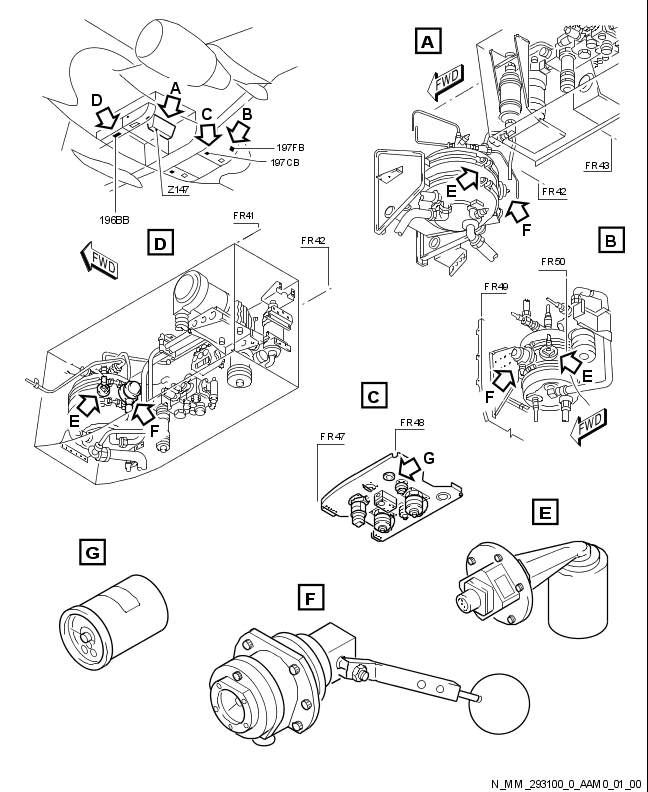 A
FWD
D
A
C
B
197FB
197CB
Z147
196BB
FR43
E
FR42
F
B
FR41
D
FR42
FWD
FR50
FR49
E
F
FWD
E
F
C
FR48
FR47
G
E
G
F
N_MM_293100_0_AAM0_01_00